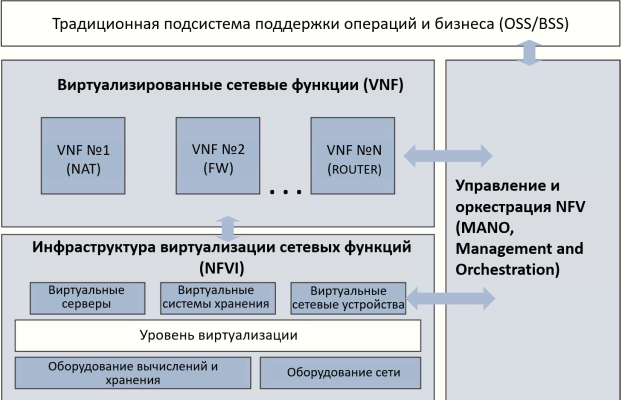 Традиционная подсистема поддержки операций и бизнеса (OSS/BSS)
Виртуализированные сетевые функции (VNF)
VNF №1
(NAT)
VNF №2
(FW)
...
VNF №N
(ROUTER)
Управление и
оркестрация NFV
(MANO,
Management and
Orchestration)
Инфраструктура виртуализации сетевых функций
(NFVI)
Виртуальные
серверы
Виртуальные
системы хранения
Виртуальные
сетевые устройства
Уровень виртуализации
Оборудование вычислений и
хранения
Оборудование сети